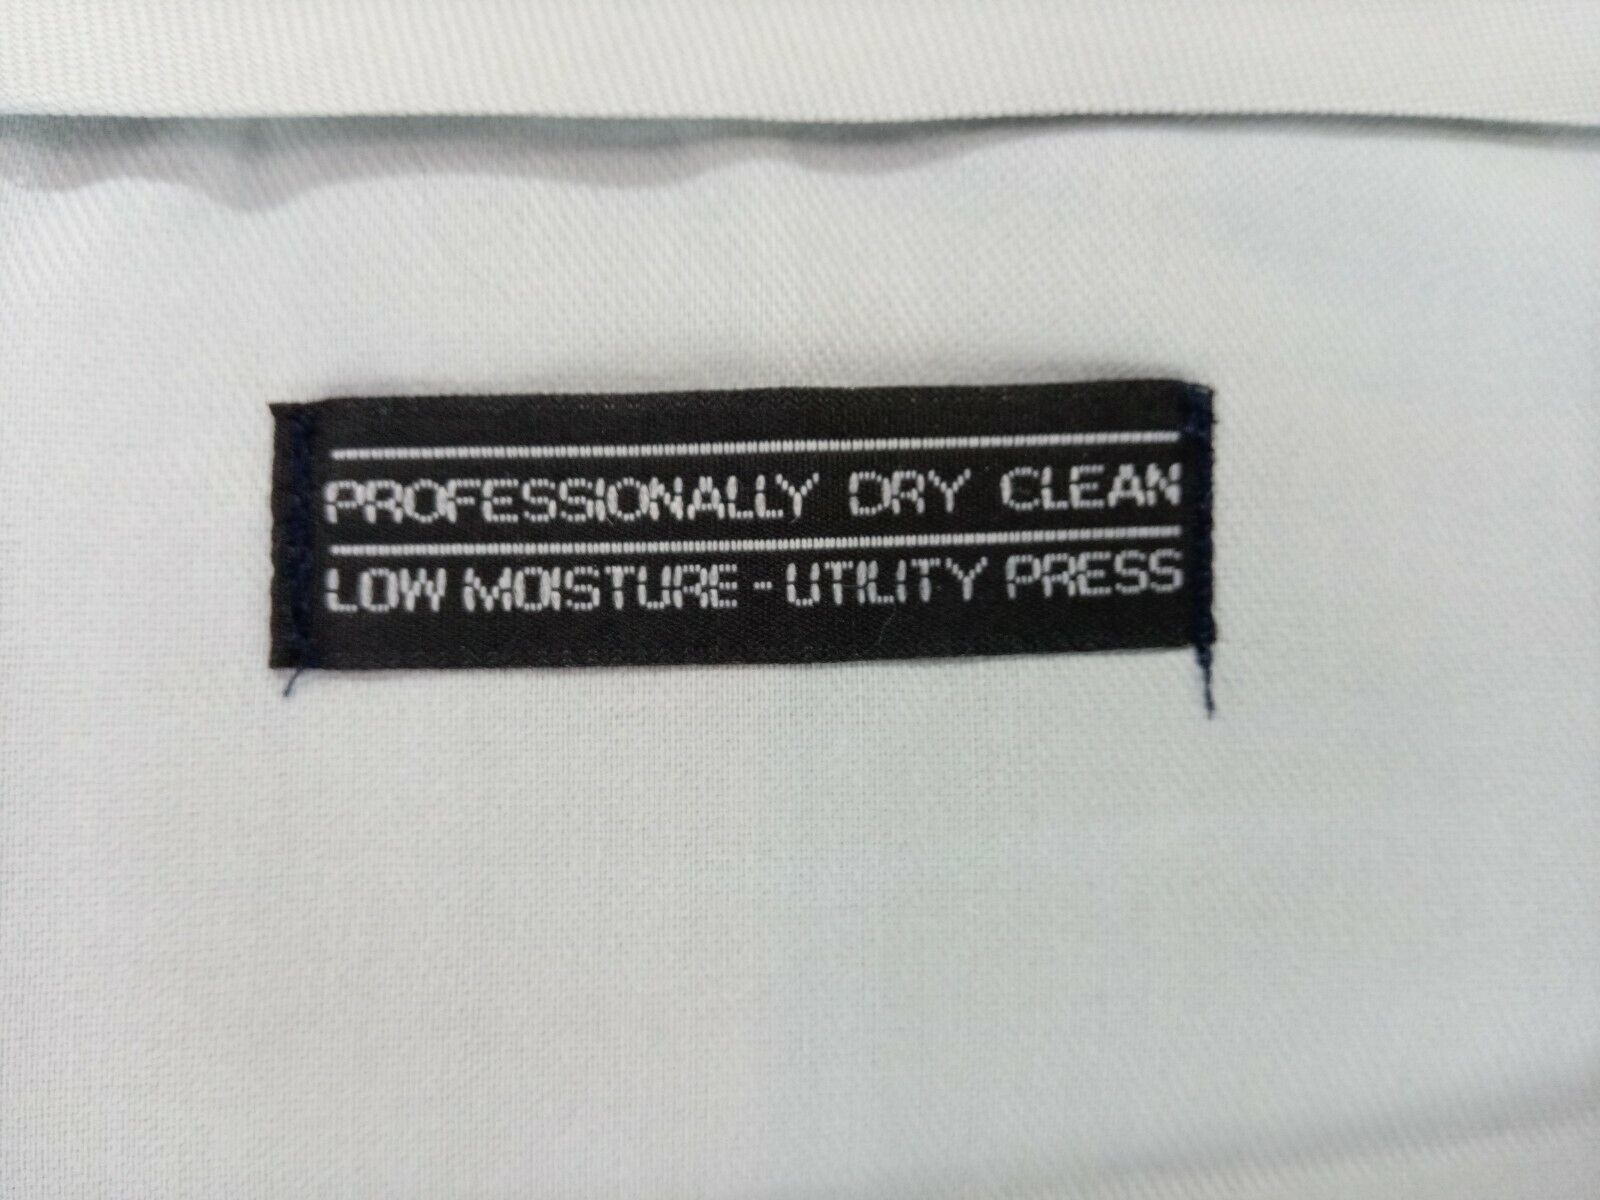 PROFESSIONALLY DRY CLEAN
LOW MOISTURE - UTILITY PRESS